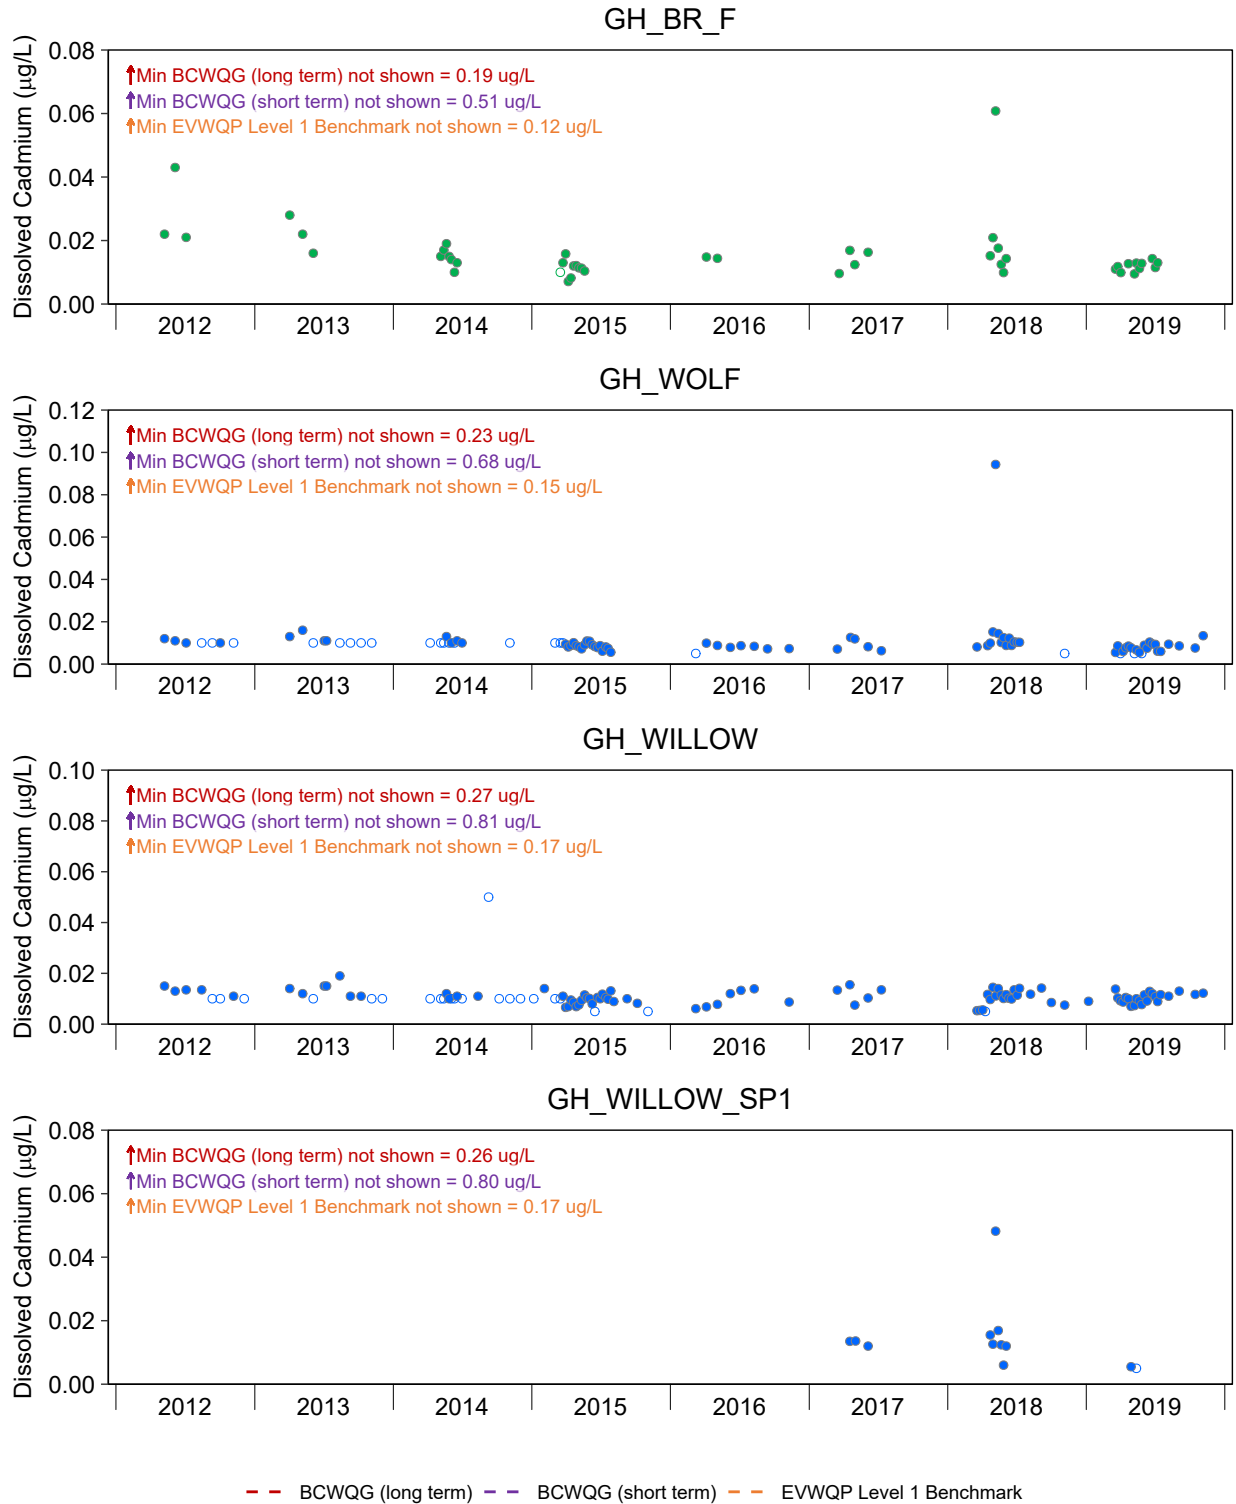 GH_BR_F
Dissolved Cadmium (µg/L)
0.08
0.06
0.04
0.02
0.00
Min BCWQG (long term) not shown = 0.19 ug/L
Min BCWQG (short term) not shown = 0.51 ug/L
Min EVWQP Level 1 Benchmark not shown = 0.12 ug/L
2012 2013 2014 2015 2016 2017 2018 2019
GH_WOLF
Dissolved Cadmium (µg/L)
0.12
0.10
0.08
0.06
0.04
0.02
0.00
Min BCWQG (long term) not shown = 0.23 ug/L
Min BCWQG (short term) not shown = 0.68 ug/L
Min EVWQP Level 1 Benchmark not shown = 0.15 ug/L
2012 2013 2014 2015 2016 2017 2018 2019
GH_WILLOW
Dissolved Cadmium (µg/L)
0.10
0.08
0.06
0.04
0.02
0.00
Min BCWQG (long term) not shown = 0.27 ug/L
Min BCWQG (short term) not shown = 0.81 ug/L
Min EVWQP Level 1 Benchmark not shown = 0.17 ug/L
2012 2013 2014 2015 2016 2017 2018 2019
GH_WILLOW_SP1
Dissolved Cadmium (µg/L)
0.08
0.06
0.04
0.02
0.00
Min BCWQG (long term) not shown = 0.26 ug/L
Min BCWQG (short term) not shown = 0.80 ug/L
Min EVWQP Level 1 Benchmark not shown = 0.17 ug/L
2012 2013 2014 2015 2016 2017 2018 2019
BCWQG (long term) BCWQG (short term) EVWQP Level 1 Benchmark